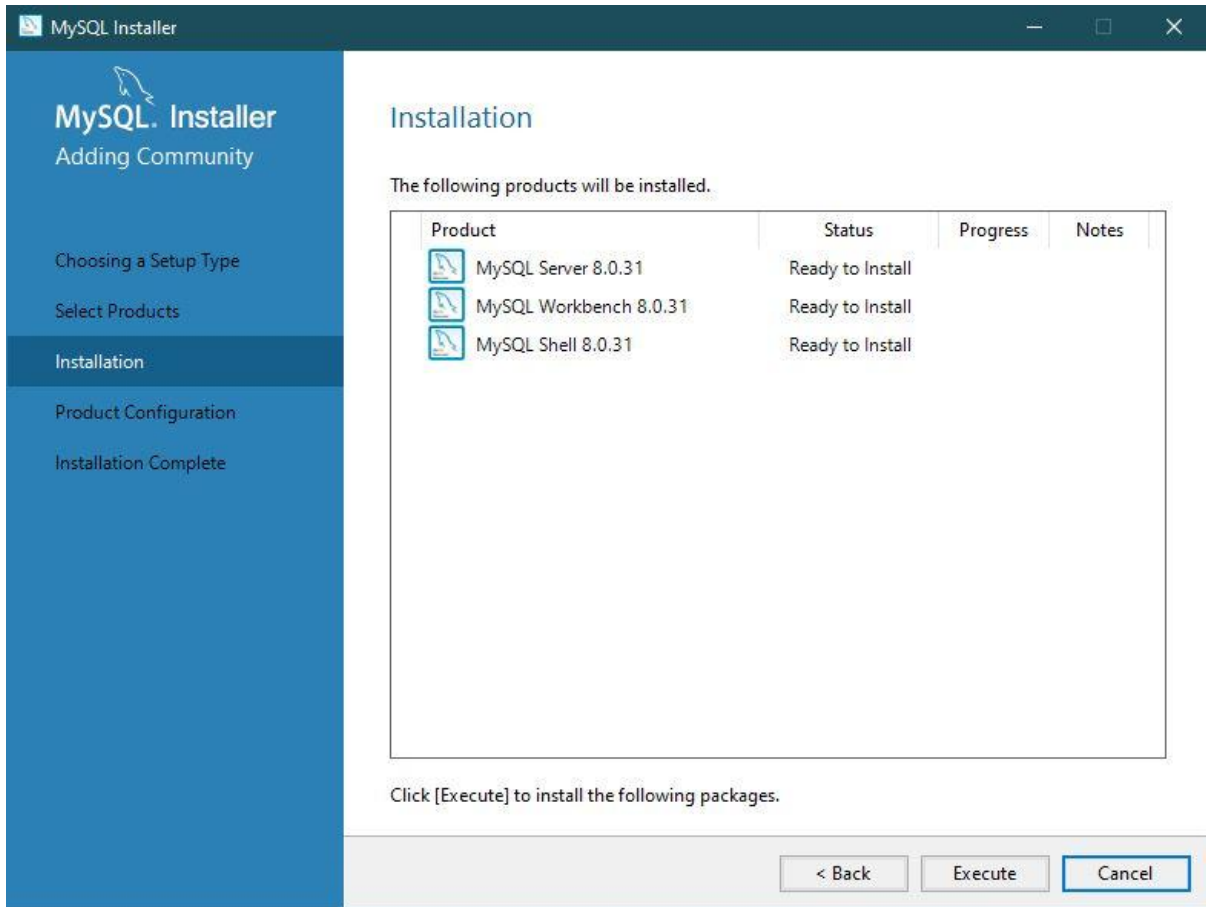 MySQL Installer
MySQL. Installer
Adding Community
Choosing a Setup Type
Select Products
Installation
Product Configuration
Installation Complete
Installation
The following products will be installed.
Product Status Progress Notes
MySQL Server 8.0.31 Ready to Install
MySQL Workbench 8.0.31 Ready to Install
MySQL Shell 8.0.31 Ready to Install
Click [Execute] to install the following packages.
< Back Execute Cancel